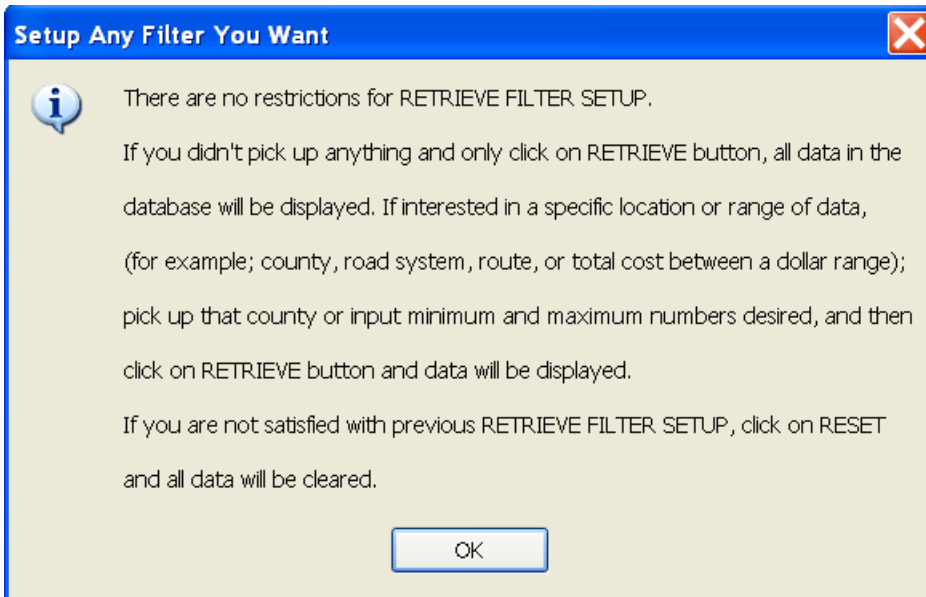 Setup Any Filter You Want
There are no restrictions for RETRIEVE FILTER SETUP.
If you didn't pick up anything and only click on RETRIEVE button, all data in the
database will be displayed. If interested in a specific location or range of data,
(for example; county, road system, route, or total cost between a dollar range);
pick up that county or input minimum and maximum numbers desired, and then
click on RETRIEVE button and data will be displayed.
If you are not satisfied with previous RETRIEVE FILTER SETUP, click on RESET
and all data will be cleared.
OK